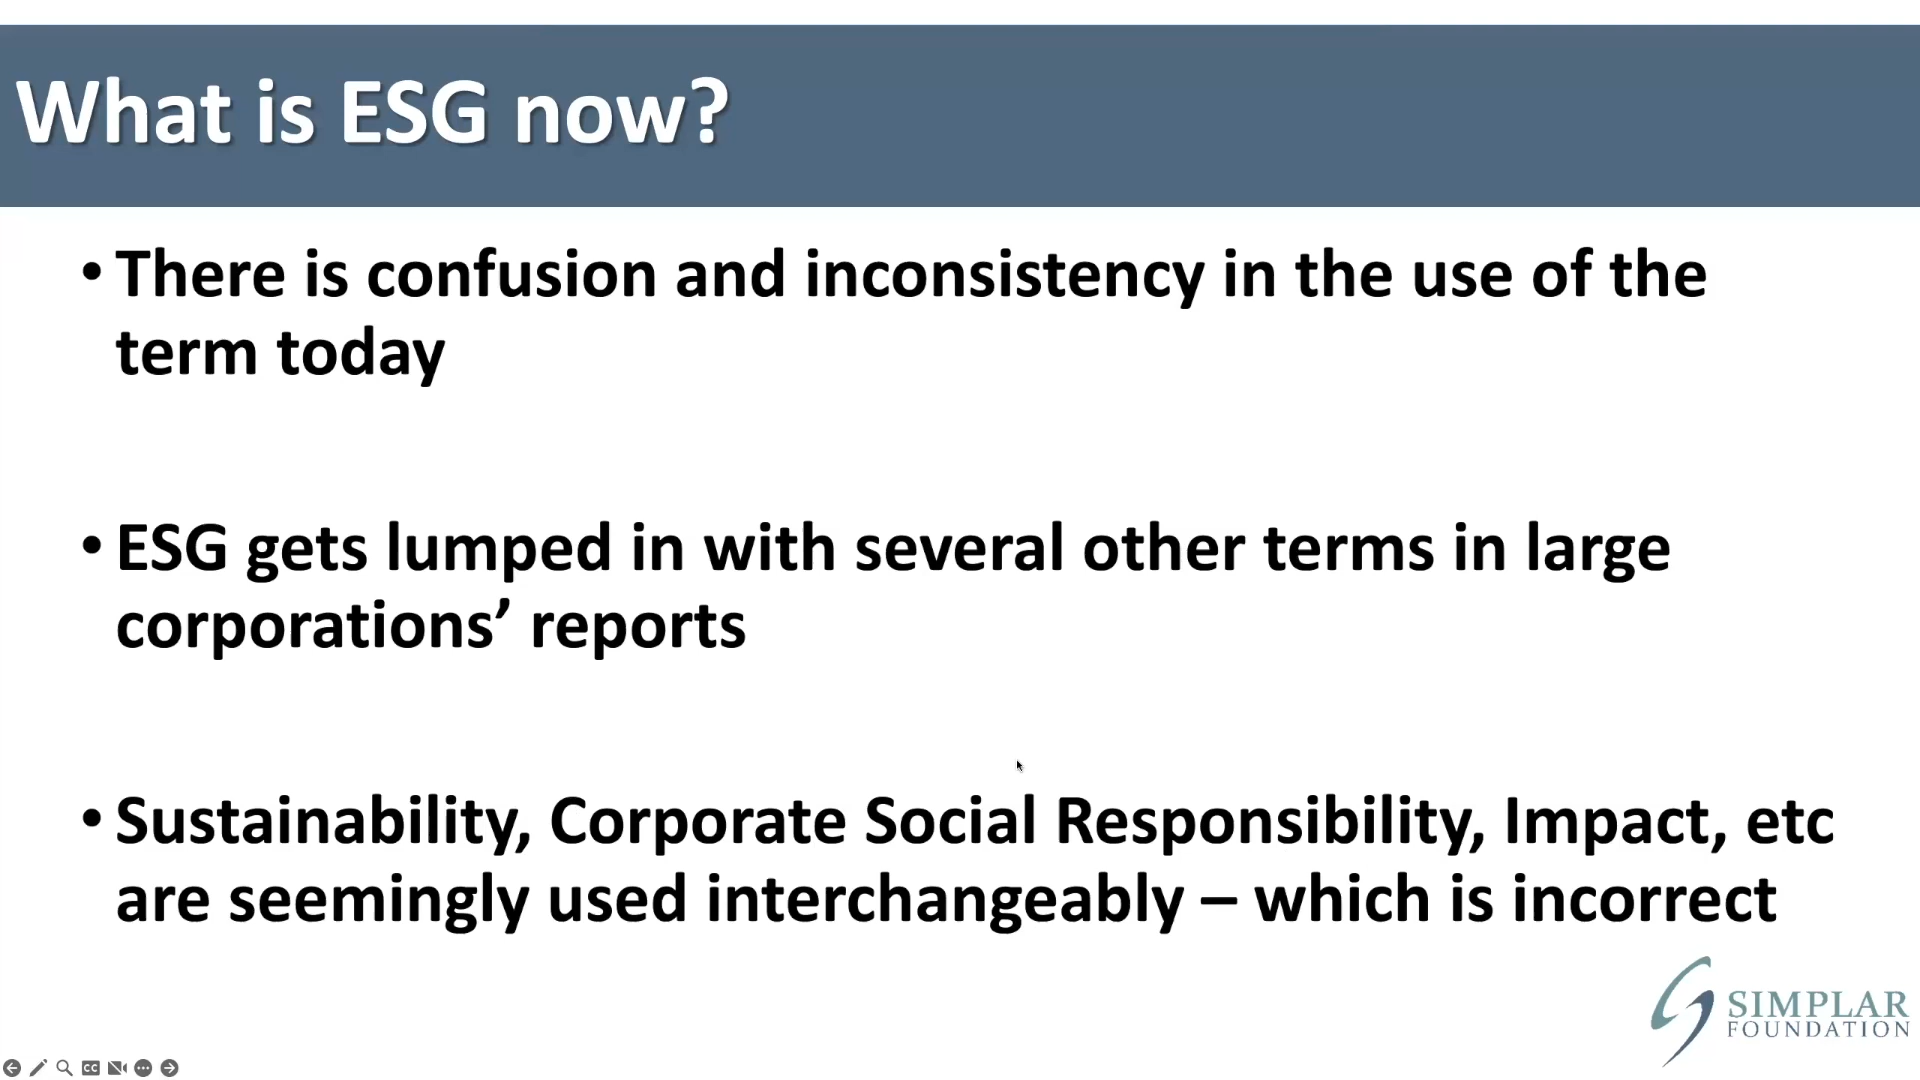 What is ESG now?
• There is confusion and inconsistency in the use of the
term today
• ESG gets lumped in with several other terms in large
corporations’ reports
• Sustainability, Corporate Social Responsibility, Impact, etc
are seemingly used interchangeably – which is incorrect
SIMPLAR
FOUNDATION
CC